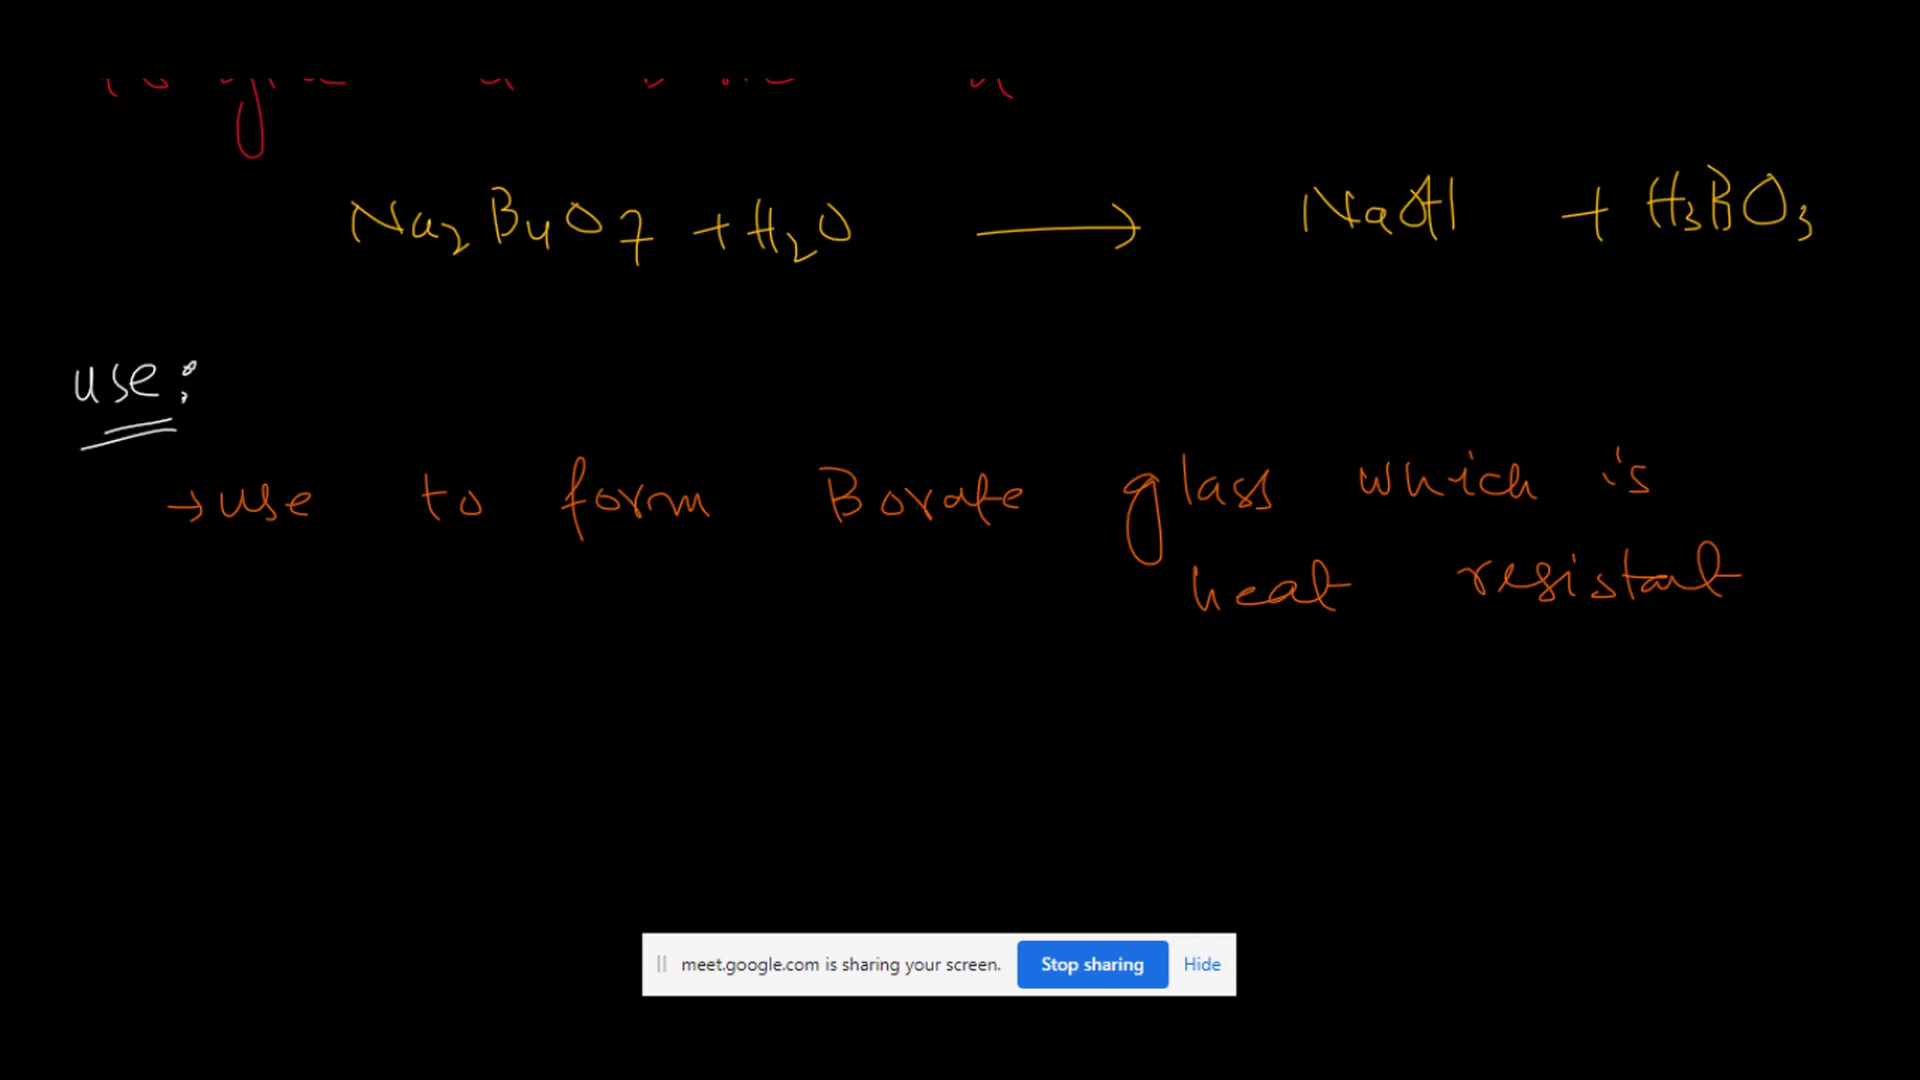 Na2B4O7 + H2O → NaOH + H3BO3
use:
→ use to form Borate glass which is
heat resistant
meet.google.com is sharing your screen. Stop sharing Hide